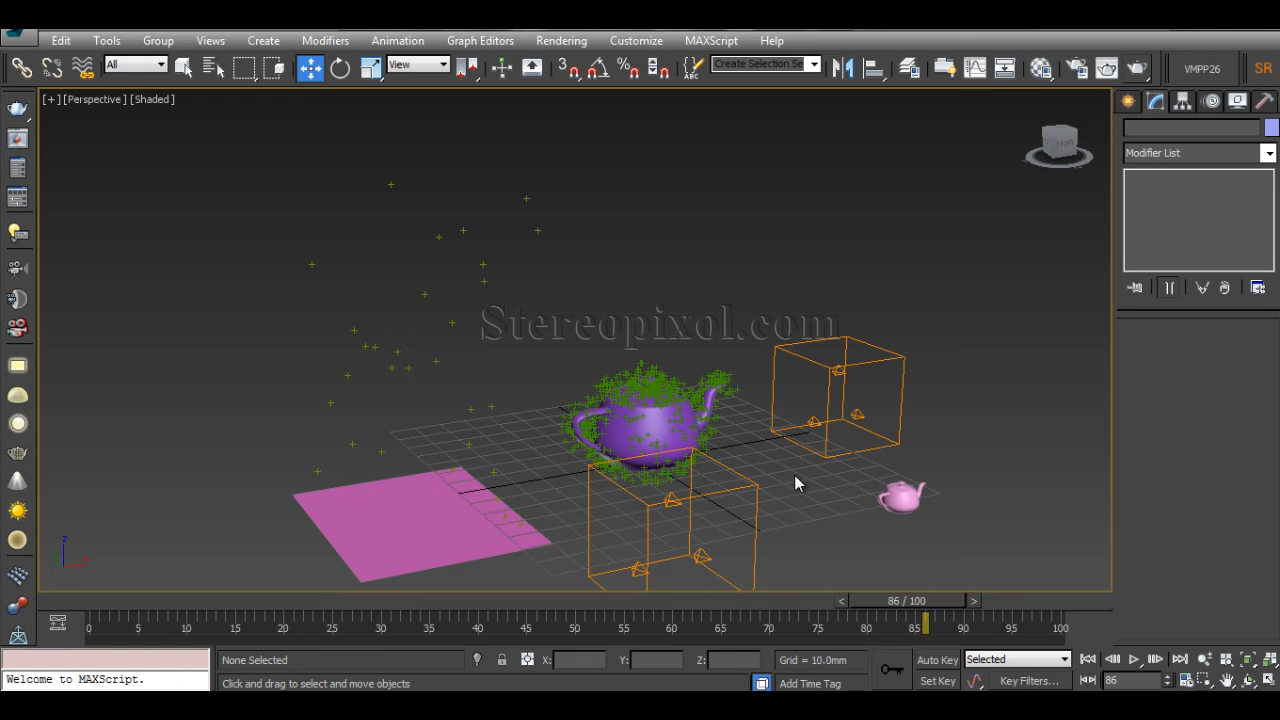 Edit Tools Group Views Create Modifiers Animation Graph Editors Rendering Customize MAXScript Help
All View 3 Create Selection Se VMPP26 SR
[+] [Perspective] [Shaded]
Modifier List
Stereopixol.com
z
< 86 / 100 >
0 5 10 15 20 25 30 35 40 45 50 55 60 65 70 75 80 85 90 95 100
None Selected X: Y: Z: Grid = 10.0mm Auto Key Selected
Welcome to MAXScript. Click and drag to select and move objects Add Time Tag Set Key Key Filters... 86